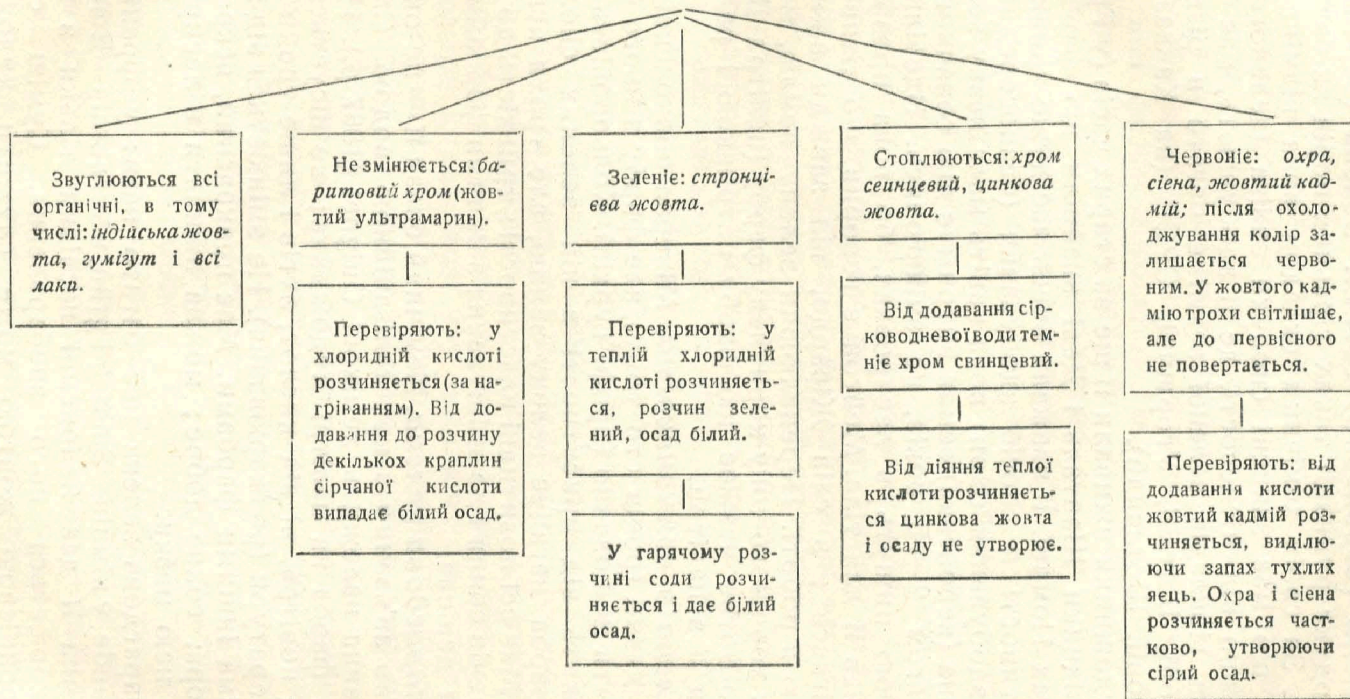 Звуглюються всі
органічні, в тому
числі: індійська жов-
та, гумігут і всі
лаки.
Не змінюється: ба-
ритовий хром (жов-
тий ультрамарин).
Перевіряють: у
хлоридній кислоті
розчиняється (за на-
гріванням). Від до-
давання до розчину
декількох краплин
сірчаної кислоти
випадає білий осад.
Зеленіє: стронці-
єва жовта.
Перевіряють: у
теплій хлоридній
кислоті розчиняєть-
ся, розчин зеле-
ний, осад білий.
У гарячому роз-
чині соди розчи-
няється і дає білий
осад.
Стоплюються: хром
сеинцевий, цинкова
жовта.
Від додавання сір-
ководневої води тем-
ніє хром свинцевий.
Від діяння теплої
кислоти розчиняєть-
ся цинкова жовта
і осаду не утворює.
Червоніє: охра,
сієна, жовтий кад-
мій; після охоло-
джування колір за-
лишається черво-
ним. У жовтого кад-
мію трохи світлішає,
але до первісного
не повертається.
Перевіряють: від
додавання кислоти
жовтий кадмій роз-
чиняється, виділю-
ючи запах тухлих
яєць. Охра і сієна
розчиняється част-
ково, утворюючи
сірий осад.